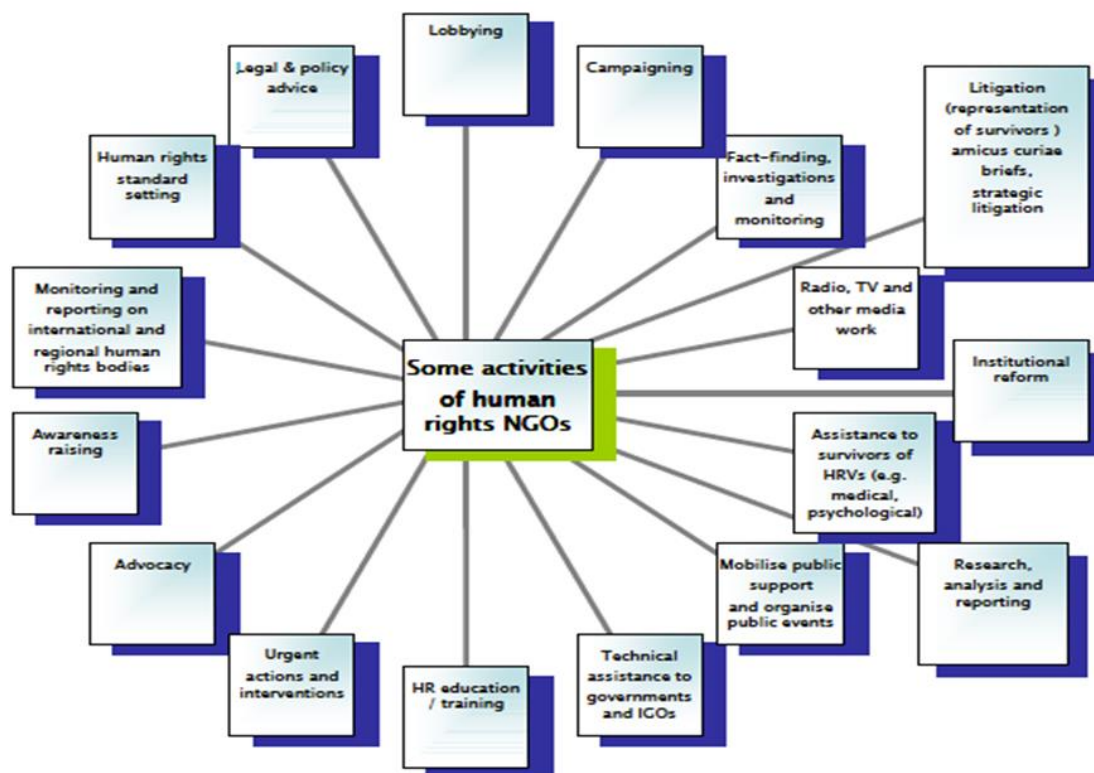 Lobbying
Campaigning
Litigation
(representation
of survivors )
amicus curiae
briefs,
strategic
litigation
Fact-finding,
investigations
and
monitoring
Radio, TV and
other media
work
Institutional
reform
Assistance to
survivors of
HRVs (e.g.
medical,
psychological)
Research,
analysis and
reporting
Mobilise public
support
and organise
public events
Technical
assistance to
governments
and IGOs
HR education
/ training
Urgent
actions and
interventions
Advocacy
Awareness
raising
Monitoring and
reporting on
international and
regional human
rights bodies
Human rights
standard
setting
Legal & policy
advice
Some activities
of human
rights NGOs